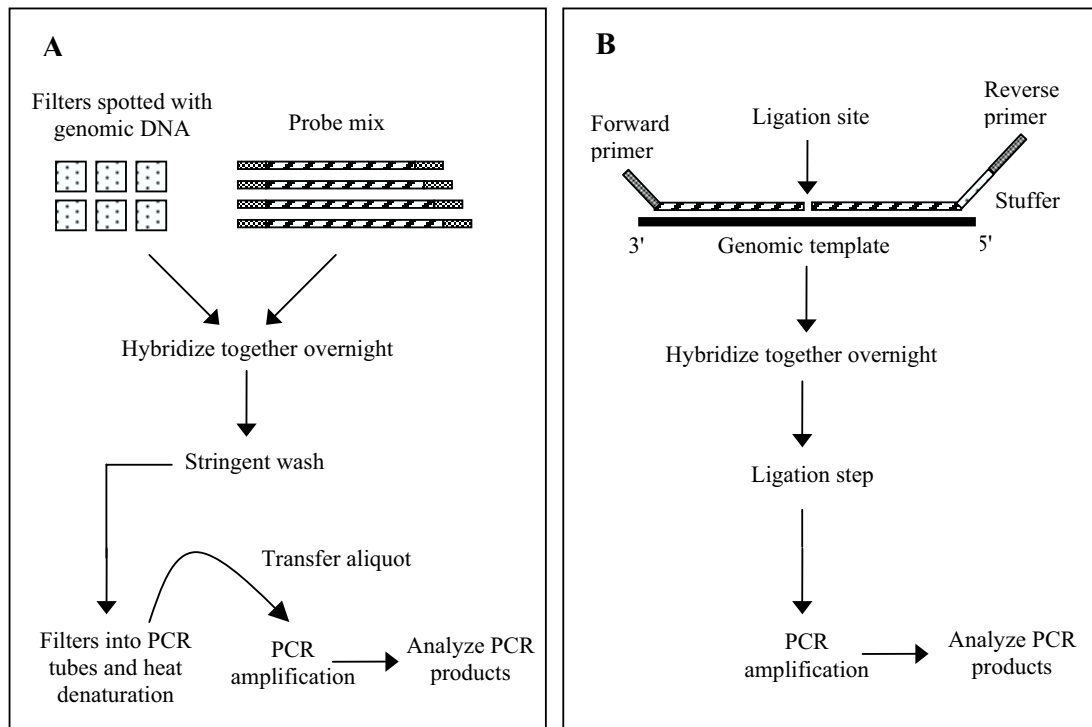 A
Filters spotted with
genomic DNA
Probe mix
Hybridize together overnight
Stringent wash
Transfer aliquot
Filters into PCR
tubes and heat
denaturation
PCR
amplification
Analyze PCR
products
B
Forward
primer
Ligation site
Reverse
primer
Stuffer
3'
Genomic template
5'
Hybridize together overnight
Ligation step
PCR
amplification
Analyze PCR
products